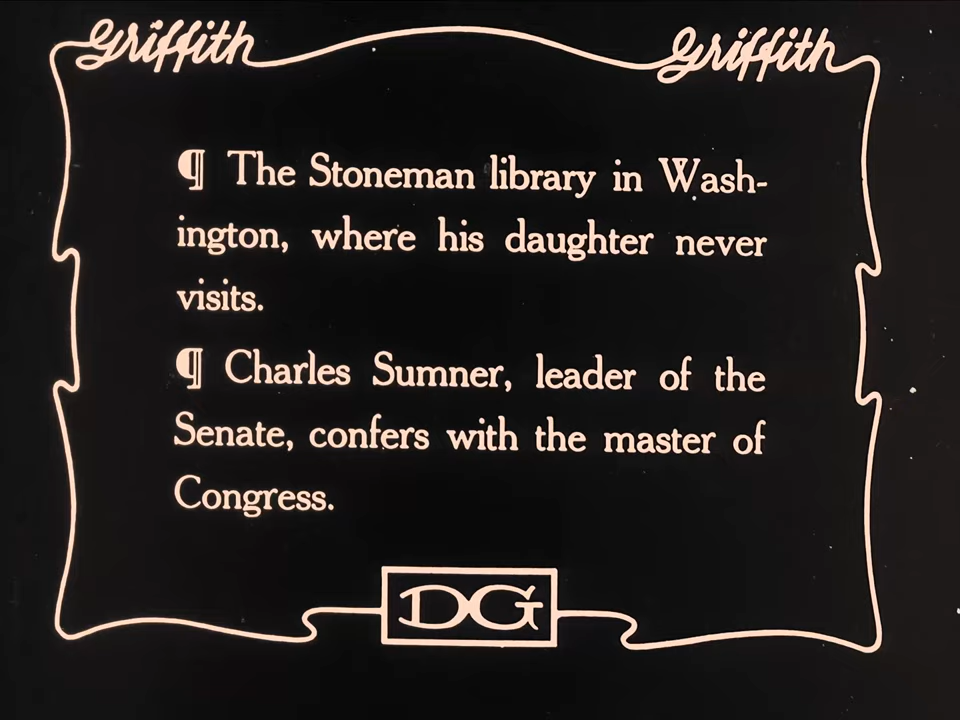 Griffith Griffith
¶ The Stoneman library in Wash-
ington, where his daughter never
visits.
¶ Charles Sumner, leader of the
Senate, confers with the master of
Congress.
DG